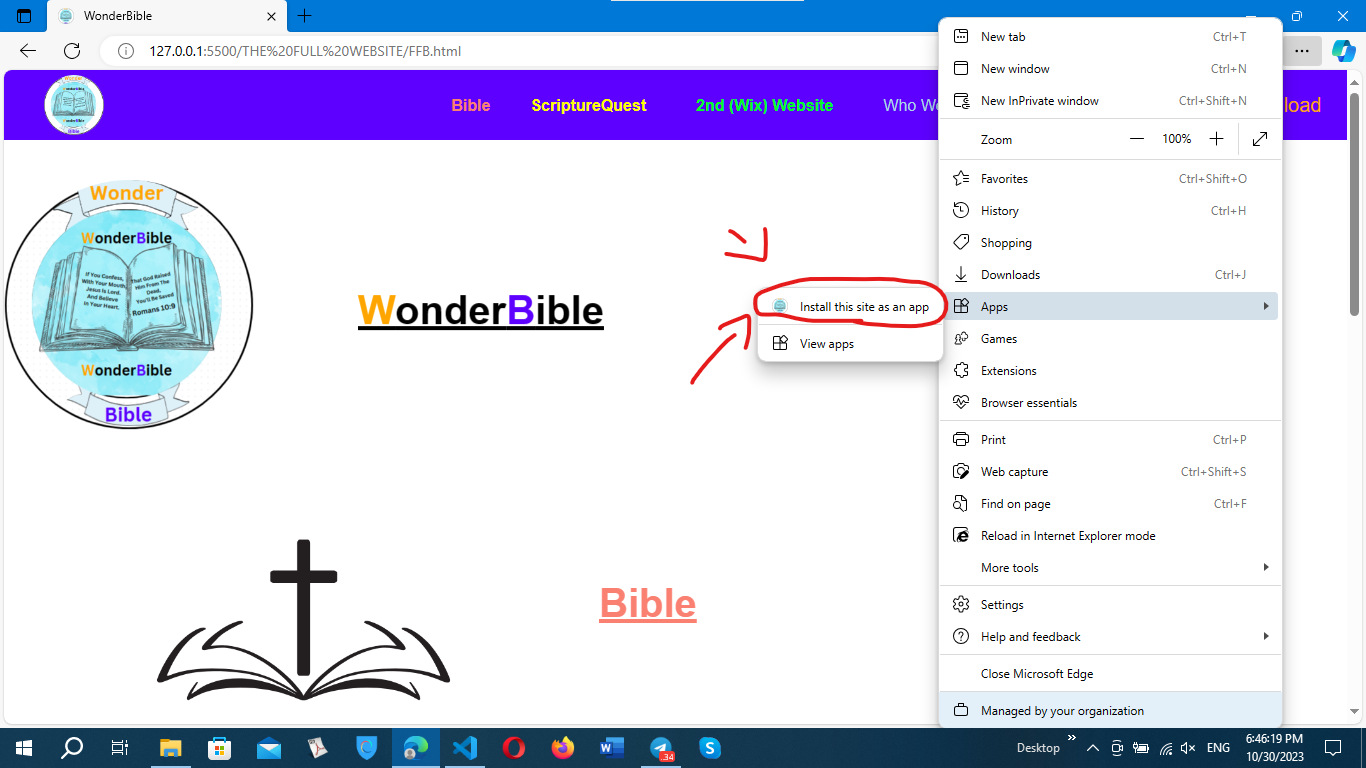 WonderBible
127.0.0.1:5500/THE%20FULL%20WEBSITE/FFB.html
Wonder
WonderBible
WonderBible
Bible
Bible
ScriptureQuest
2nd (Wix) Website
Who We
load
Wonder
WonderBible
If You Confess,
With Your Mouth,
Jesus Is Lord.
And Believe
in Your Heart.
That God Raised
Him From The
Dead,
You'll Be Saved
Romans 10:9
WonderBible
Bible
WonderBible
Bible
Install this site as an app
View apps
New tab Ctrl+T
New window Ctrl+N
New InPrivate window Ctrl+Shift+N
Zoom 100%
Favorites Ctrl+Shift+O
History Ctrl+H
Shopping
Downloads Ctrl+J
Apps
Games
Extensions
Browser essentials
Print Ctrl+P
Web capture Ctrl+Shift+S
Find on page Ctrl+F
Reload in Internet Explorer mode
More tools
Settings
Help and feedback
Close Microsoft Edge
Managed by your organization
.34
Desktop
ENG
6:46:19 PM
10/30/2023